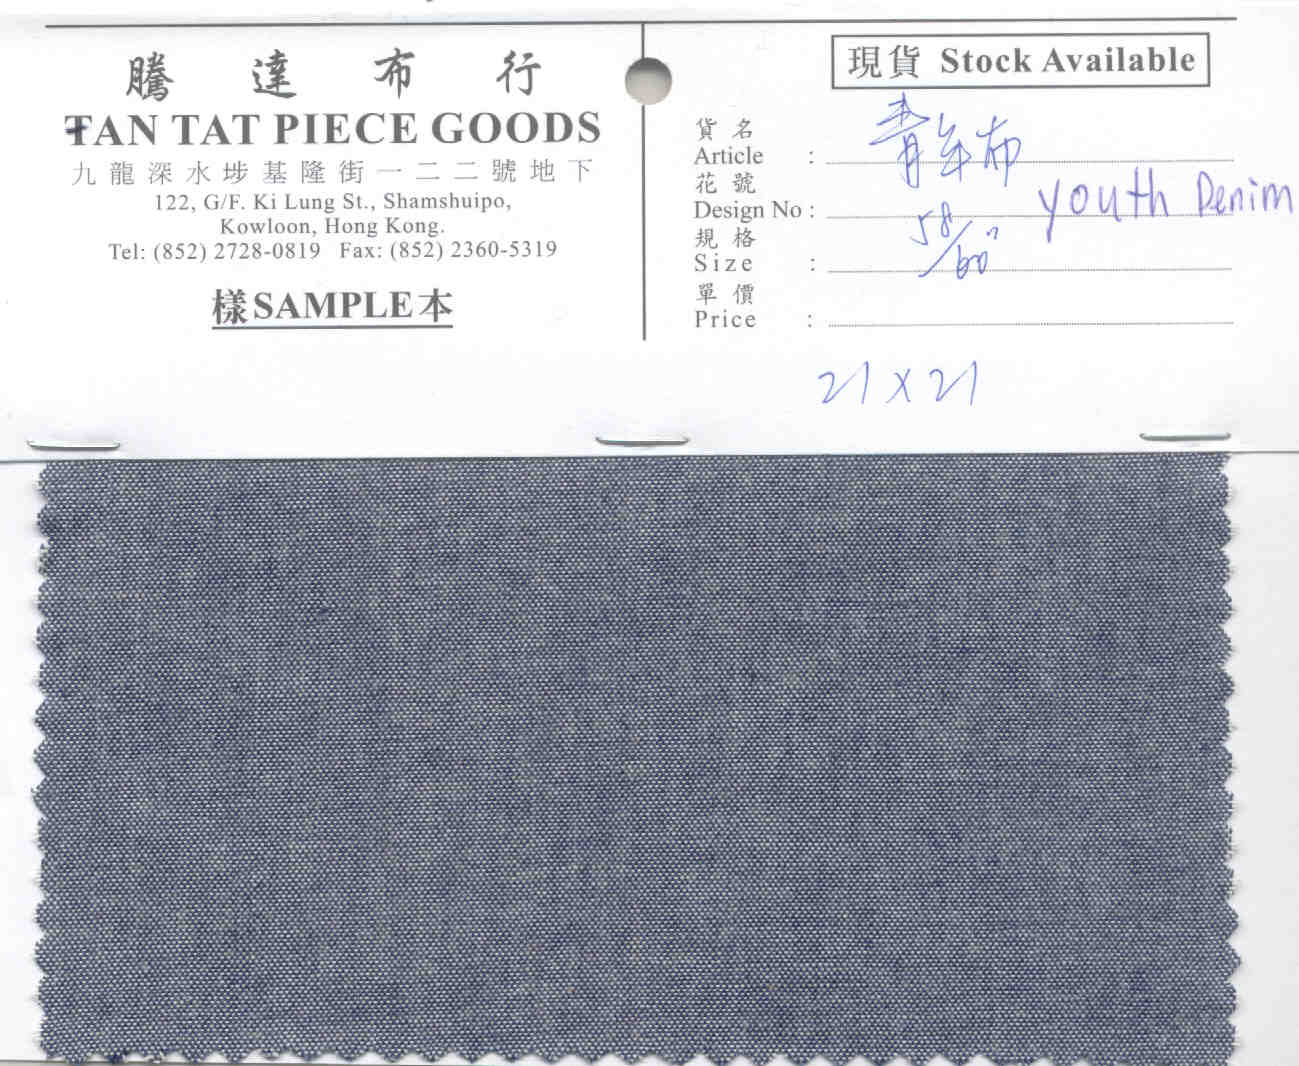 騰達布行
TAN TAT PIECE GOODS
九龍深水埗基隆街一二二號地下
122, G/F. Ki Lung St., Shamshuipo,
Kowloon, Hong Kong.
Tel: (852) 2728-0819 Fax: (852) 2360-5319
樣SAMPLE本
現貨 Stock Available
貨名
Article : 青年布
花號
Design No : youth Denim
規格
Size : 58/60"
單價
Price :
21 x 21